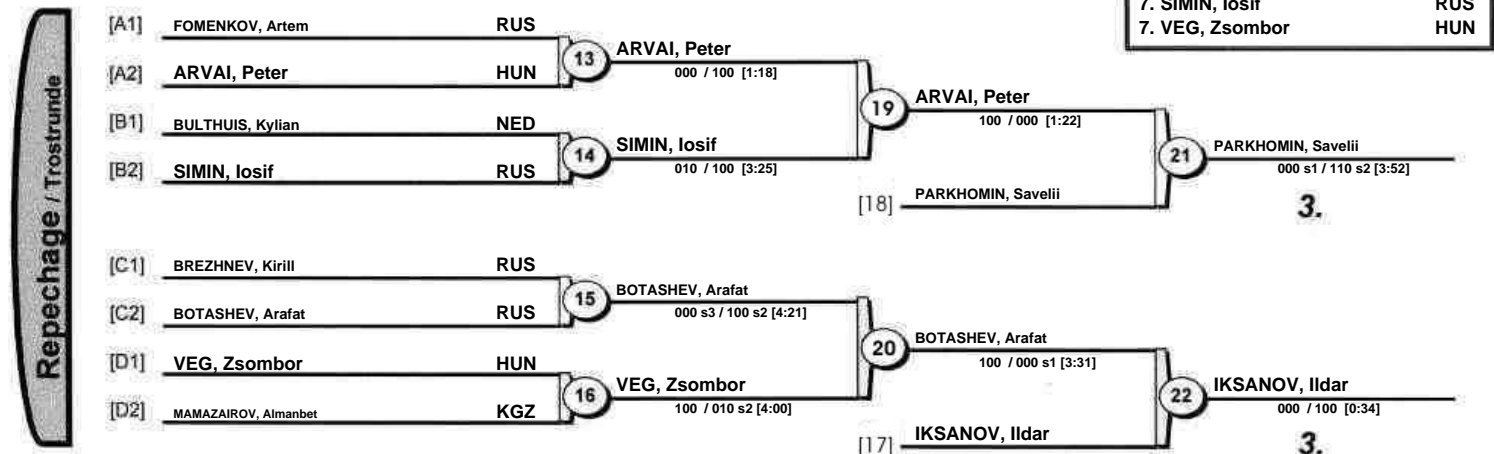 7. SIMIN, Iosif RUS
7. VEG, Zsombor HUN
Repechage / Trostrunde
[A1] FOMENKOV, Artem RUS
[A2] ARVAI, Peter HUN
13 ARVAI, Peter
000 / 100 [1:18]
[B1] BULTHUIS, Kylian NED
[B2] SIMIN, Iosif RUS
14 SIMIN, Iosif
010 / 100 [3:25]
19 ARVAI, Peter
100 / 000 [1:22]
[18] PARKHOMIN, Savelii
21 PARKHOMIN, Savelii
000 s1 / 110 s2 [3:52]
3.
[C1] BREZHNEV, Kirill RUS
[C2] BOTASHEV, Arafat RUS
15 BOTASHEV, Arafat
000 s3 / 100 s2 [4:21]
[D1] VEG, Zsombor HUN
[D2] MAMAZAIROV, Almanbet KGZ
16 VEG, Zsombor
100 / 010 s2 [4:00]
20 BOTASHEV, Arafat
100 / 000 s1 [3:31]
[17] IKSANOV, Ildar
22 IKSANOV, Ildar
000 / 100 [0:34]
3.